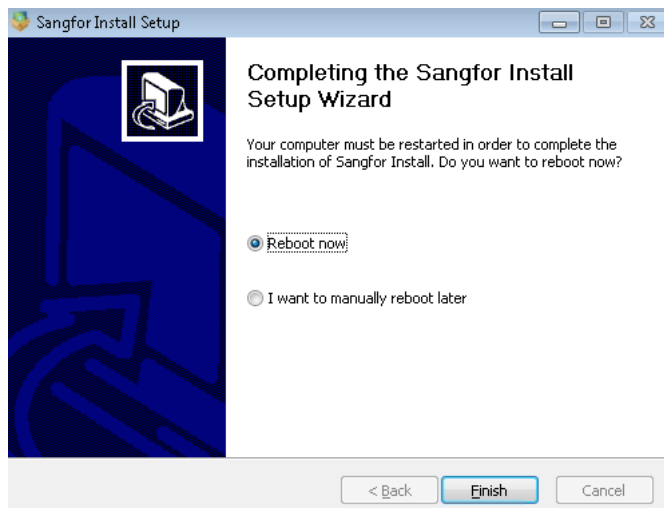 Sangfor Install Setup
Completing the Sangfor Install
Setup Wizard
Your computer must be restarted in order to complete the
installation of Sangfor Install. Do you want to reboot now?
Reboot now
I want to manually reboot later
< Back
Finish
Cancel